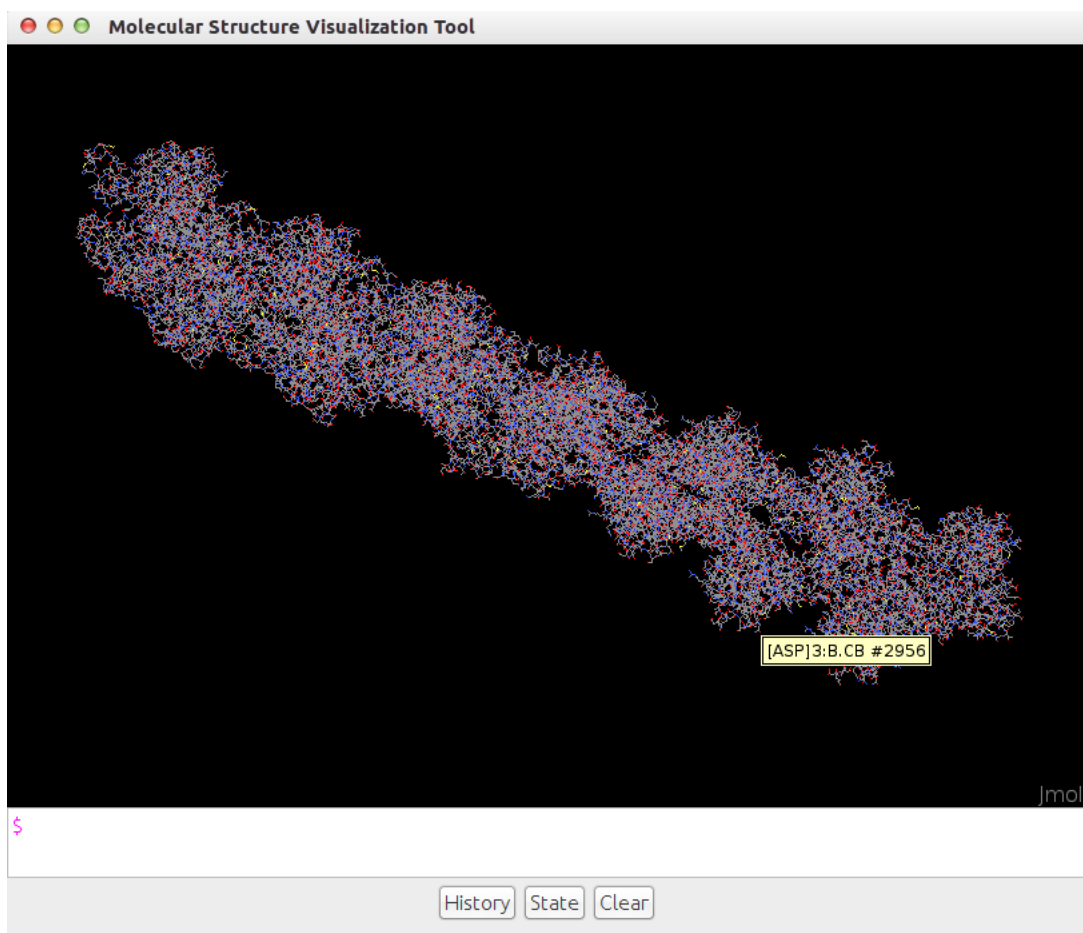 Molecular Structure Visualization Tool
[ASP]3:B.CB #2956
Jmol
$
History State Clear